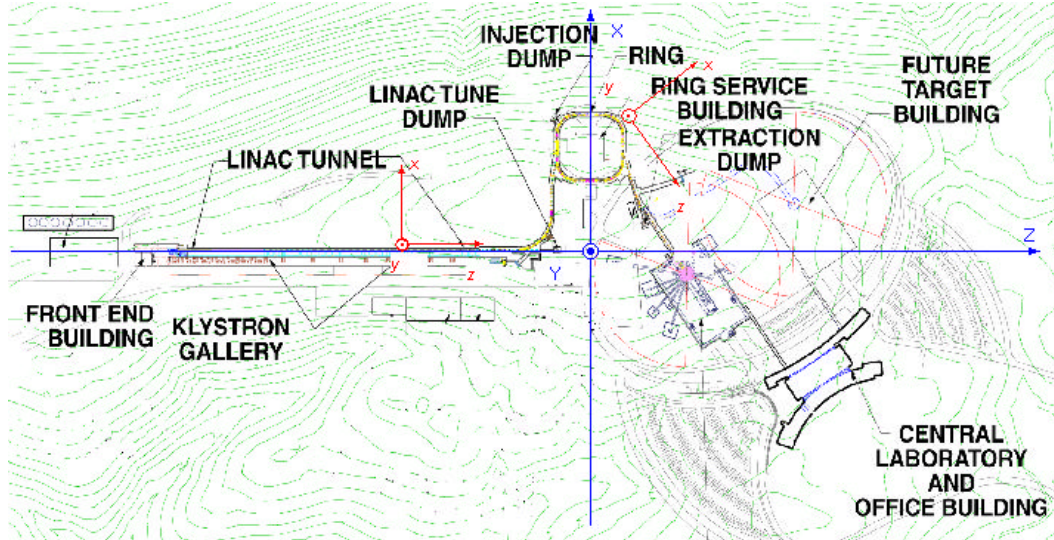 INJECTION
DUMP
X
RING
x
y
RING SERVICE
BUILDING
FUTURE
TARGET
BUILDING
LINAC TUNE
DUMP
EXTRACTION
DUMP
LINAC TUNNEL
x
z
Z
y
z
Y
FRONT END
BUILDING
KLYSTRON
GALLERY
CENTRAL
LABORATORY
AND
OFFICE BUILDING